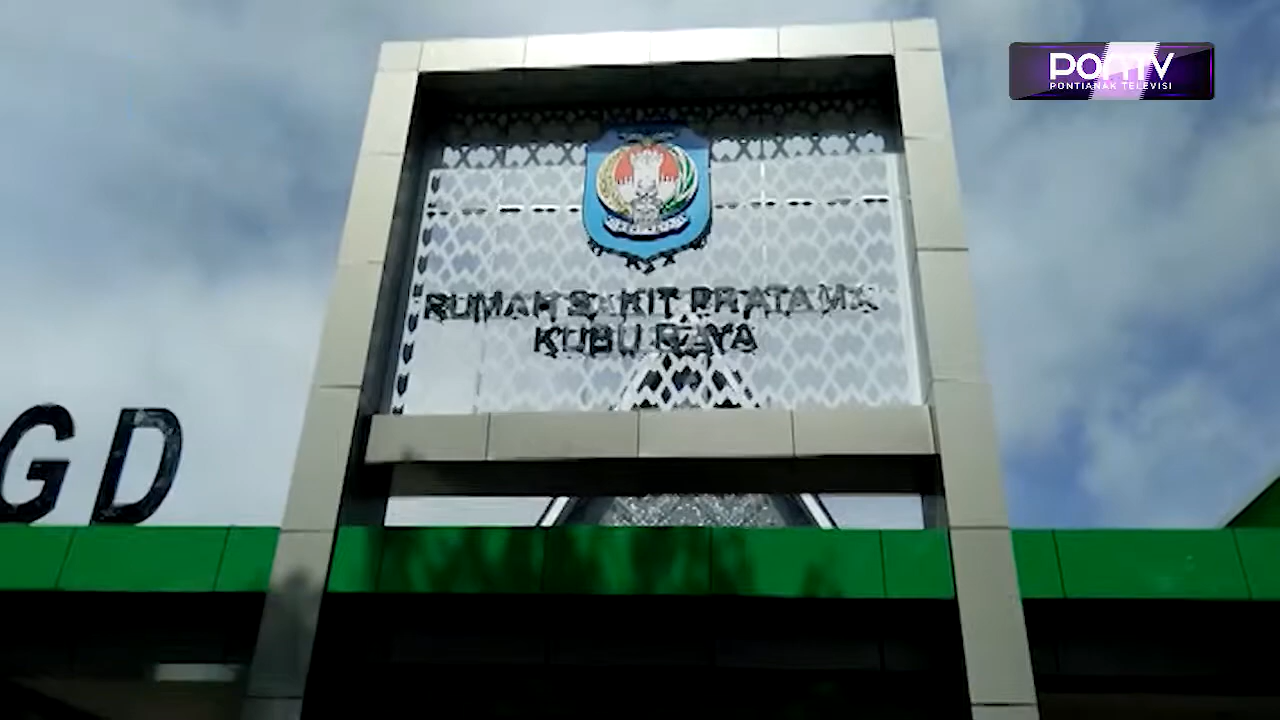 PONTV
PONTIANAK TELEVISI
RUMAH SAKIT PRATAMA
KUBU RAYA
GD